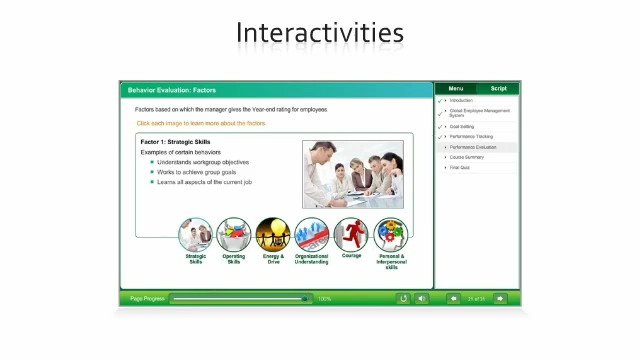 Interactivities
Behavior Evaluation: Factors
Menu
Script
Factors based on which the manager gives the Year-end rating for employees.
Click each image to learn more about the factors.
Factor 1: Strategic Skills
Examples of certain behaviors
Understands workgroup objectives
Works to achieve group goals
Learns all aspects of the current job
Strategic
Skills
Operating
Skills
Energy &
Drive
Organizational
Understanding
Courage
Personal &
Interpersonal
skills
Introduction
Global Employee Management
System
Goal Setting
Performance Tracking
Performance Evaluation
Course Summary
Final Quiz
Page Progress
100%